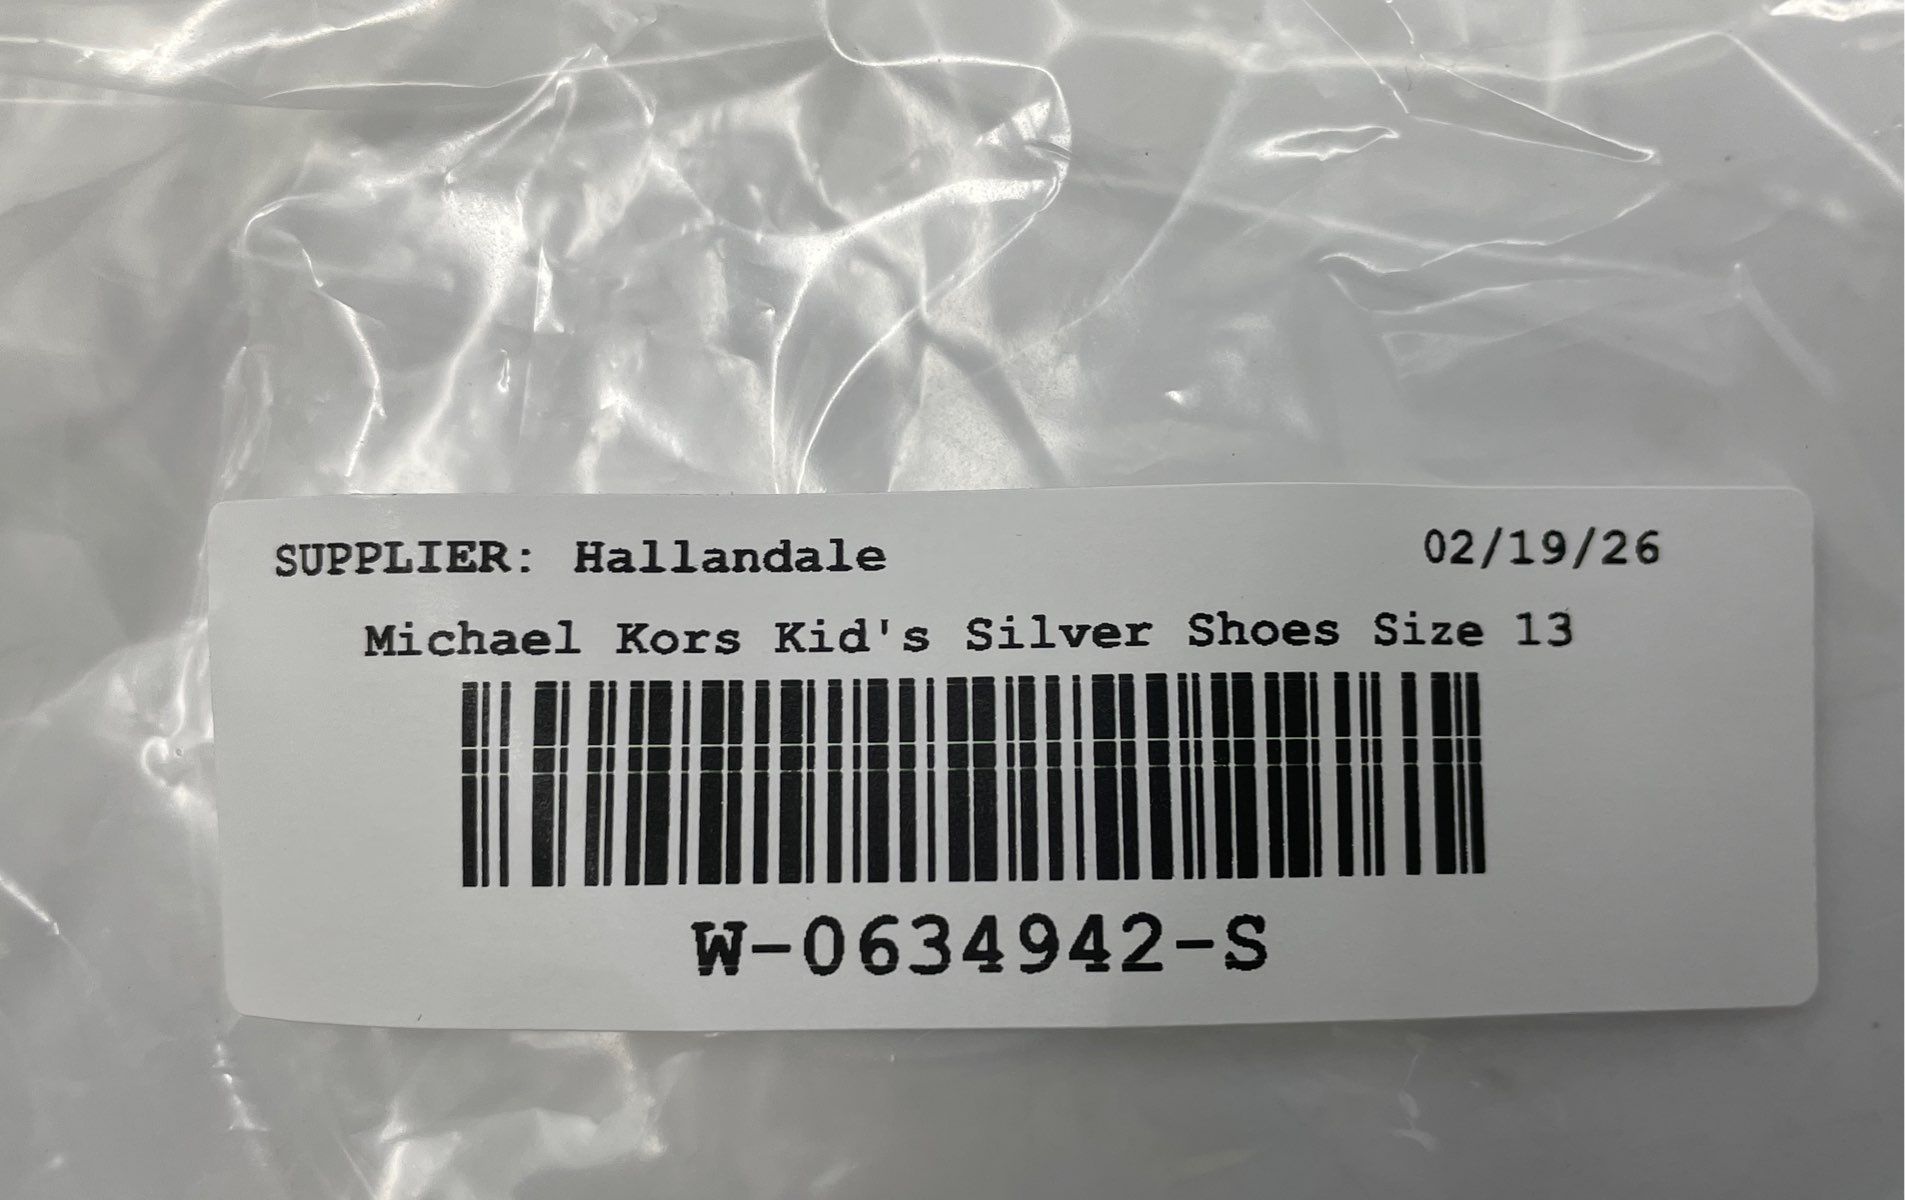 SUPPLIER: Hallandale 02/19/26
Michael Kors Kid's Silver Shoes Size 13
W-0634942-S